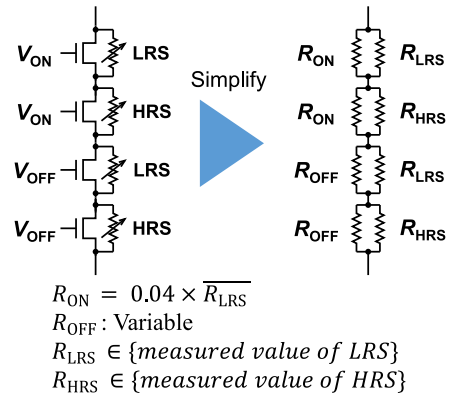 V_ON LRS
V_ON HRS
V_OFF LRS
V_OFF HRS
Simplify
R_ON R_LRS
R_ON R_HRS
R_OFF R_LRS
R_OFF R_HRS
R_ON = 0.04 × \overline{R_LRS}
R_OFF : Variable
R_LRS ∈ {measured value of LRS}
R_HRS ∈ {measured value of HRS}